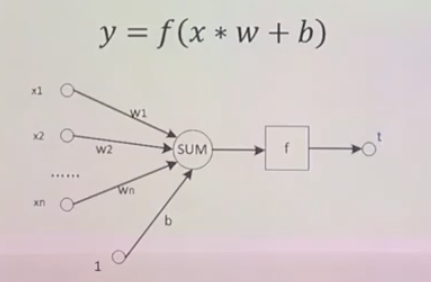 y = f(x * w + b)
x1
w1
x2
w2
SUM
f
t
......
xn
wn
b
1